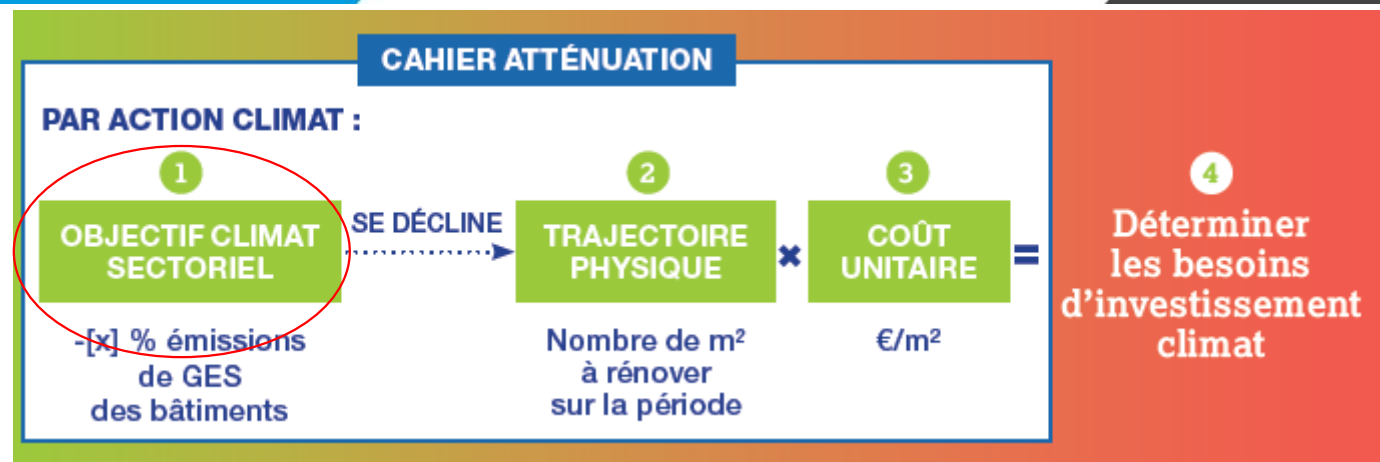 CAHIER ATTÉNUATION
PAR ACTION CLIMAT :
1
OBJECTIF CLIMAT
SECTORIEL
-[x] % émissions
de GES
des bâtiments
SE DÉCLINE
2
TRAJECTOIRE
PHYSIQUE
Nombre de m²
à rénover
sur la période
×
3
COÛT
UNITAIRE
€/m²
=
4
Déterminer
les besoins
d'investissement
climat